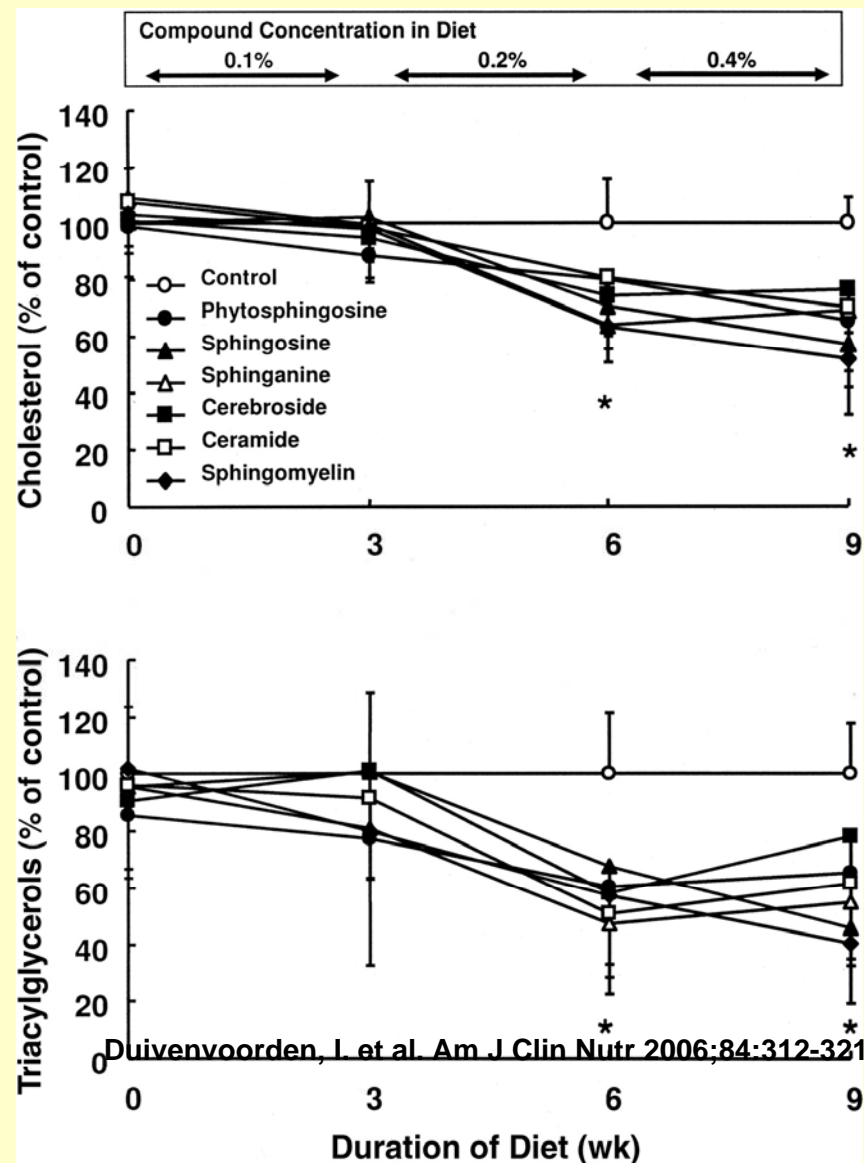 Compound Concentration in Diet
0.1% 0.2% 0.4%
Cholesterol (% of control)
140
120
100
80
60
40
20
0
Control
Phytosphingosine
Sphingosine
Sphinganine
Cerebroside
Ceramide
Sphingomyelin
*
*
0 3 6 9
Triacylglycerols (% of control)
140
120
100
80
60
40
20
0
*
*
Duivenvoorden, I. et al. Am J Clin Nutr 2006;84:312-321
0 3 6 9
Duration of Diet (wk)